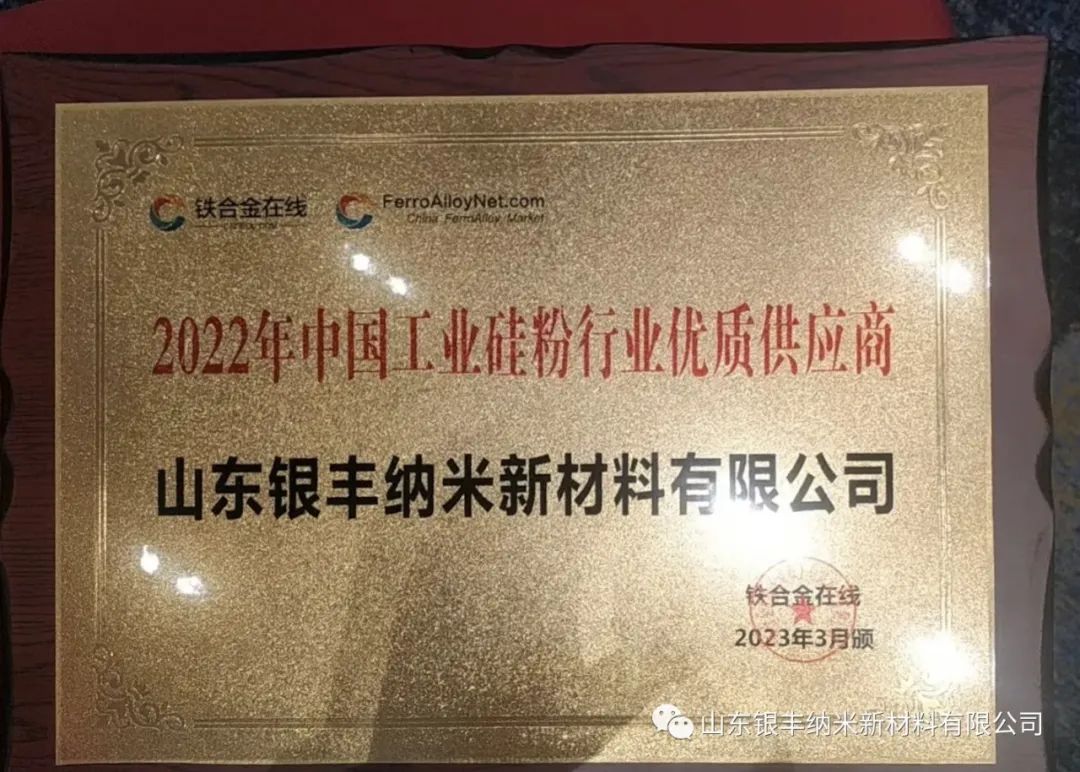 铁合金在线
FerroAlloyNet.com
China FerroAlloy Market
2022年中国工业硅粉行业优质供应商
山东银丰纳米新材料有限公司
铁合金在线
2023年3月颁
山东银丰纳米新材料有限公司